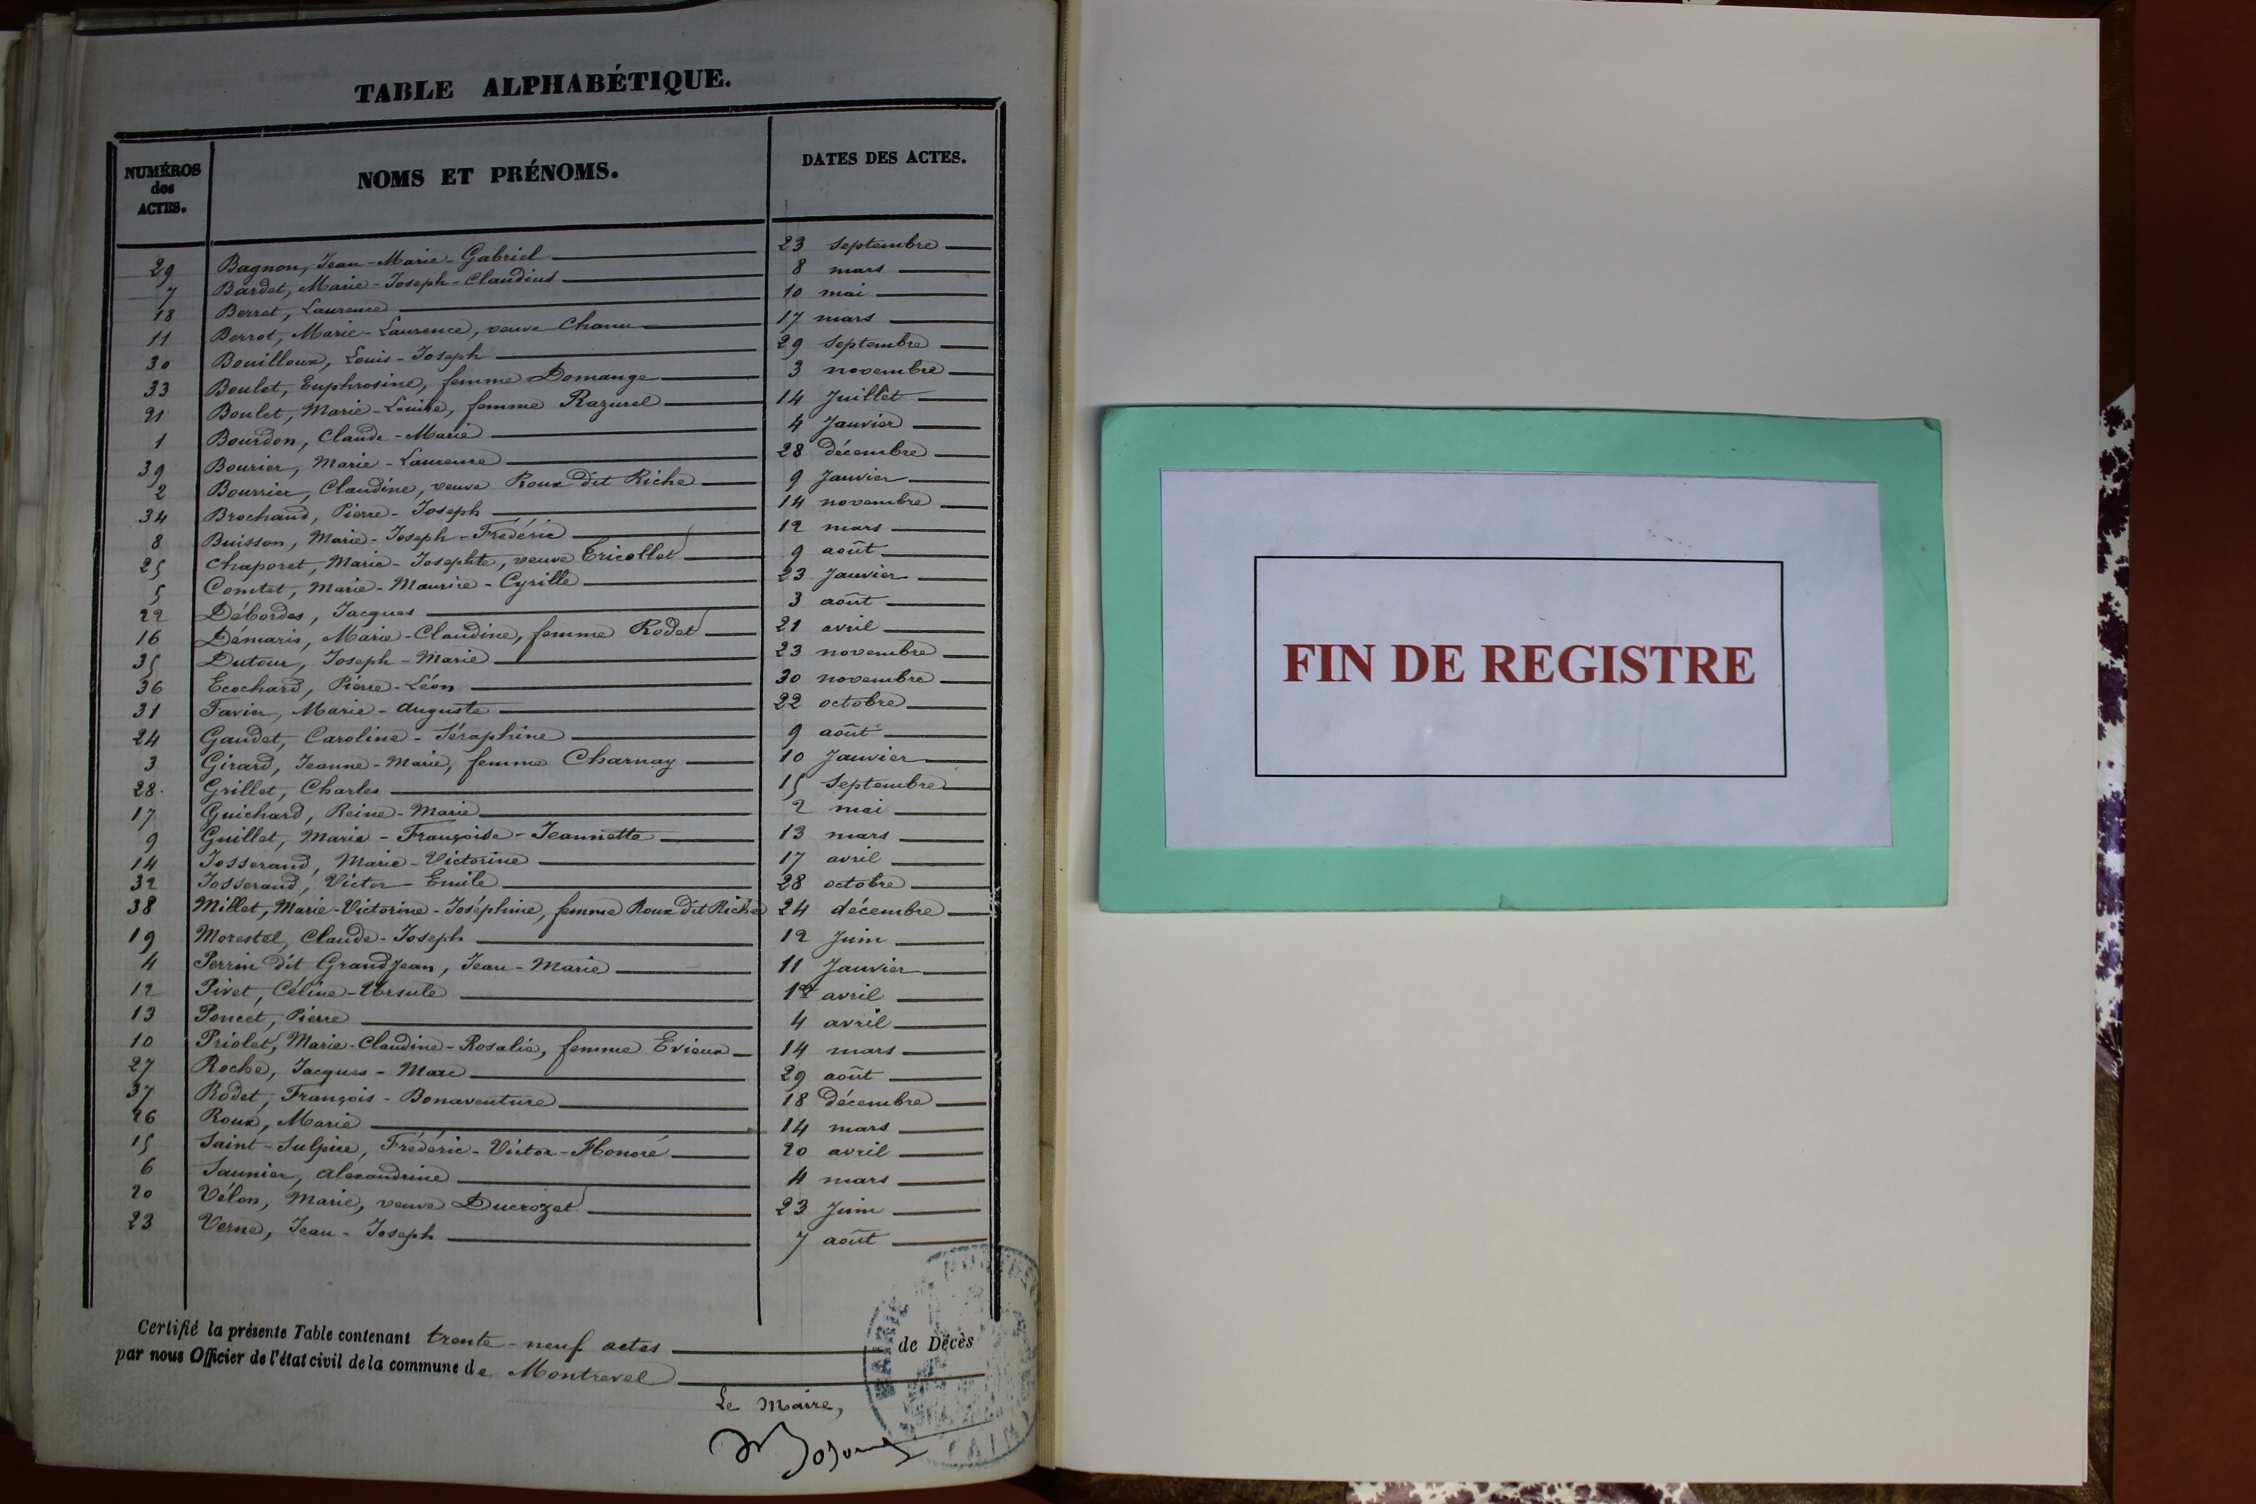 TABLE ALPHABÉTIQUE.
NUMÉROS des ACTES. NOMS ET PRÉNOMS. DATES DES ACTES.
29 Bagnon, Jean-Marie-Gabriel 23 septembre
7 Bardet, Marie-Joseph-Claudius 8 mars
18 Berret, Laurence 10 mai
11 Berrot, Marie-Laurence, veuve Chanu 17 mars
30 Bouilloux, Louis-Joseph 29 septembre
33 Boulet, Euphrosine, femme Domange 3 novembre
21 Boulet, Marie-Louise, femme Razurel 14 Juillet
1 Bourdon, Claude-Marie 4 Janvier
39 Bourier, Marie-Laurence 28 décembre
2 Bourrier, Claudine, veuve Roux dit Riche 9 Janvier
34 Brochand, Pierre-Joseph 14 novembre
8 Buisson, Marie-Joseph-Frédéric 12 mars
25 Chaporet, Marie-Josephte, veuve Ericollet 9 août
5 Comtet, Marie-Maurice-Cyrille 23 Janvier
22 Débordes, Jacques 3 août
16 Démaris, Marie-Claudine, femme Rodet 21 avril
35 Dutour, Joseph-Marie 23 novembre
36 Ecochard, Pierre-Léon 30 novembre
31 Favier, Marie-Auguste 22 octobre
24 Gaudet, Caroline-Séraphine 9 août
3 Girard, Jeanne-Marie, femme Charnay 10 Janvier
28 Grillet, Charles 15 Septembre
17 Guichard, Reine-Marie 2 mai
9 Guillet, Marie-Françoise-Jeannette 13 mars
14 Josserand, Marie-Victorine 17 avril
32 Josserand, Victor Emile 28 octobre
38 Millet, Marie-Victorine-Joséphine, femme Roux dit Riche 24 décembre
19 Morestel, Claude-Joseph 12 Juin
4 Perrin dit GrandJean, Jean-Marie 11 Janvier
12 Pivet, Céline-Ursule 1er avril
13 Poncet, Pierre 4 avril
10 Priolet, Marie-Claudine-Rosalie, femme Evieux 14 mars
27 Roche, Jacques-Marc 29 août
37 Rodet, François-Bonaventure 18 décembre
26 Roux, Marie 14 mars
15 Saint-Sulpice, Frédéric-Victor-Honoré 20 avril
6 Saunier, Alexandrine 4 mars
20 Vélon, Marie, veuve Ducrozet 23 Juin
23 Verne, Jean-Joseph 7 août
Certifié la présente Table contenant trente-neuf actes de Décès
par nous Officier de l'état civil de la commune de Montrevel
Le Maire,
MAIRIE
AIN
FIN DE REGISTRE